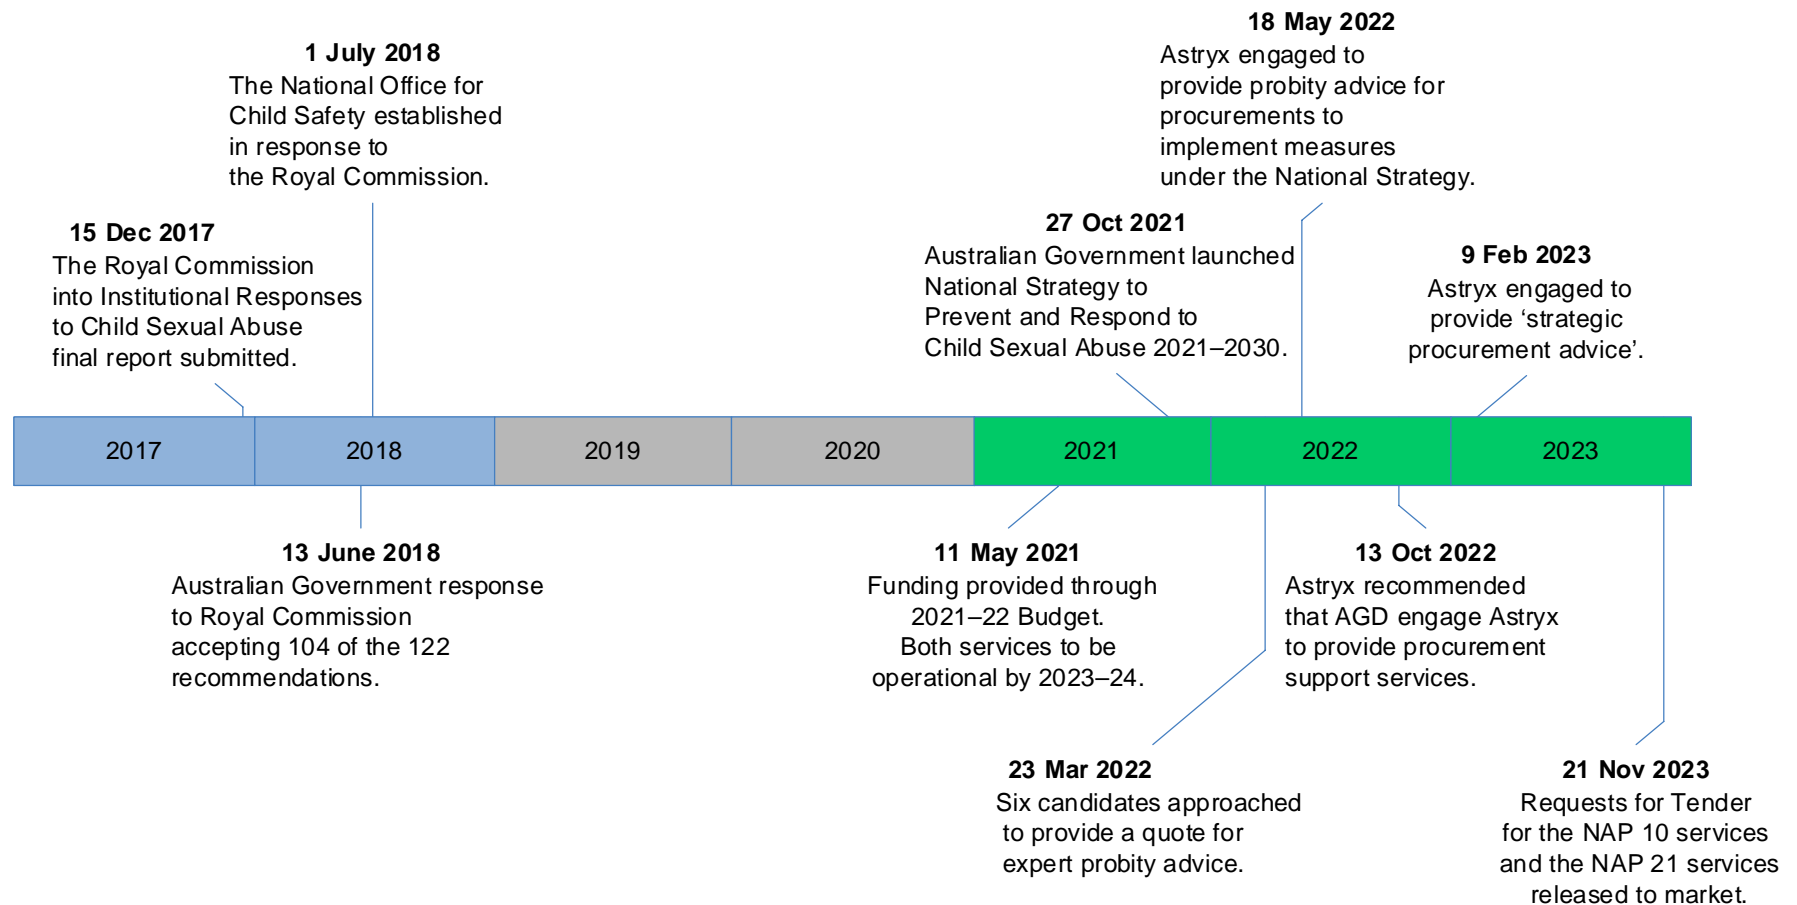 18 May 2022
Astryx engaged to
provide probity advice for
procurements to
implement measures
under the National Strategy.
1 July 2018
The National Office for
Child Safety established
in response to
the Royal Commission.
15 Dec 2017
The Royal Commission
into Institutional Responses
to Child Sexual Abuse
final report submitted.
27 Oct 2021
Australian Government launched
National Strategy to
Prevent and Respond to
Child Sexual Abuse 2021–2030.
9 Feb 2023
Astryx engaged to
provide ‘strategic
procurement advice’.
2017
2018
2019
2020
2021
2022
2023
13 June 2018
Australian Government response
to Royal Commission
accepting 104 of the 122
recommendations.
11 May 2021
Funding provided through
2021–22 Budget.
Both services to be
operational by 2023–24.
13 Oct 2022
Astryx recommended
that AGD engage Astryx
to provide procurement
support services.
23 Mar 2022
Six candidates approached
to provide a quote for
expert probity advice.
21 Nov 2023
Requests for Tender
for the NAP 10 services
and the NAP 21 services
released to market.